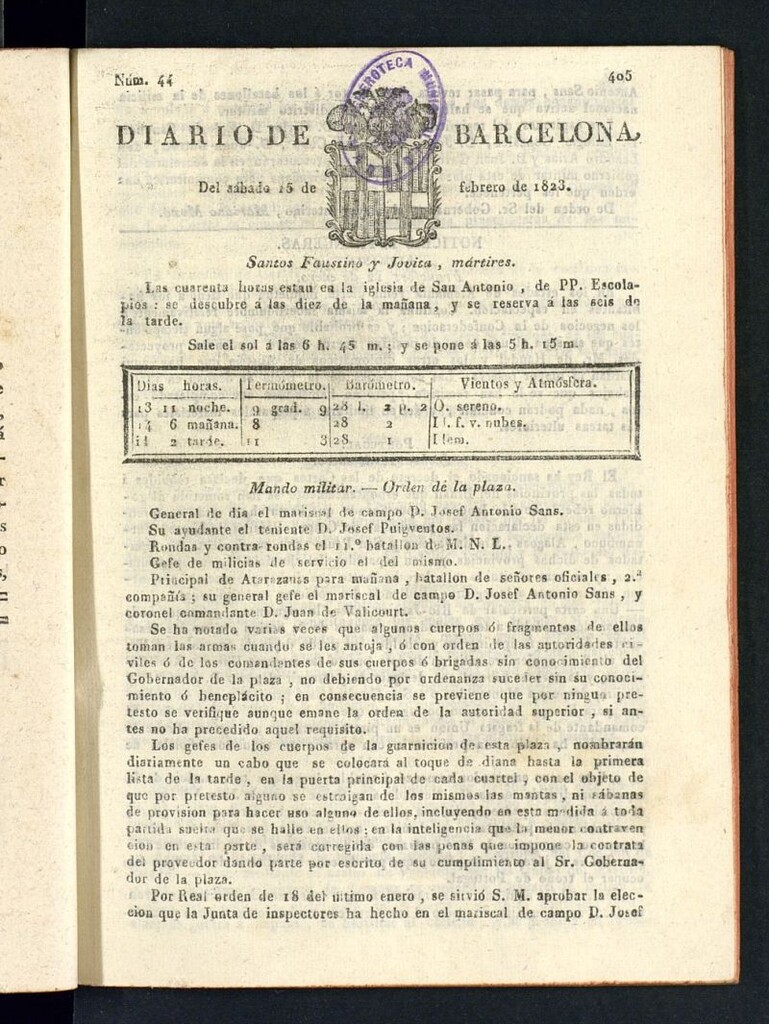 Núm. 44
405
DIARIO DE BARCELONA,
Del sábado 15 de febrero de 1823.
Santos Faustino y Jovita, mártires.
Las cuarenta horas estan en la iglesia de San Antonio, de PP. Escola-
pios: se descubre á las diez de la mañana, y se reserva á las seis de
la tarde.
Sale el sol á las 6 h. 45 m.; y se pone á las 5 h. 15 m.
Dias horas. Termómetro. Barómetro. Vientos y Atmósfera.
13 11 noche. 9 grad. 9 28 l. 2 p. 2 O. sereno.
14 6 mañana. 8 28 2 Id. f. v. nubes.
id 2 tarde. 11 3 28 1 Idem.
Mando militar. — Orden de la plaza.
General de dia el mariscal de campo D. Josef Antonio Sans.
Su ayudante el teniente D. Josef Puigventos.
Rondas y contra-rondas el 11.º batallon de M. N. L.
Gefe de milicias de servicio el del mismo.
Principal de Atarazanas para mañana, batallon de señores oficiales, 2.ª
compañía; su general gefe el mariscal de campo D. Josef Antonio Sans, y
coronel comandante D. Juan de Valicourt.
Se ha notado varias veces que algunos cuerpos ó fragmentos de ellos
toman las armas cuando se les antoja, ó con orden de las autoridades ci-
viles ó de los comandantes de sus cuerpos ó brigadas sin conocimiento del
Gobernador de la plaza, no debiendo por ordenanza suceder sin su conoci-
miento ó beneplácito; en consecuencia se previene que por ningun pre-
testo se verifique aunque emane la orden de la autoridad superior, si an-
tes no ha precedido aquel requisito.
Los gefes de los cuerpos de la guarnicion de esta plaza, nombrarán
diariamente un cabo que se colocará al toque de diana hasta la primera
lista de la tarde, en la puerta principal de cada cuartel, con el objeto de
que por pretesto alguno se estraigan de los mismos las mantas, ni sábanas
de provision para hacer uso alguno de ellos, incluyendo en esta medida á toda
partida suelta que se halle en ellos; en la inteligencia que la menor contraven
cion en esta parte, será corregida con las penas que impone la contrata
del proveedor dando parte por escrito de su cumplimiento al Sr. Goberna-
dor de la plaza.
Por Real orden de 18 del último enero, se sirvió S. M. aprobar la elec-
cion que la Junta de inspectores ha hecho en el mariscal de campo D. Josef